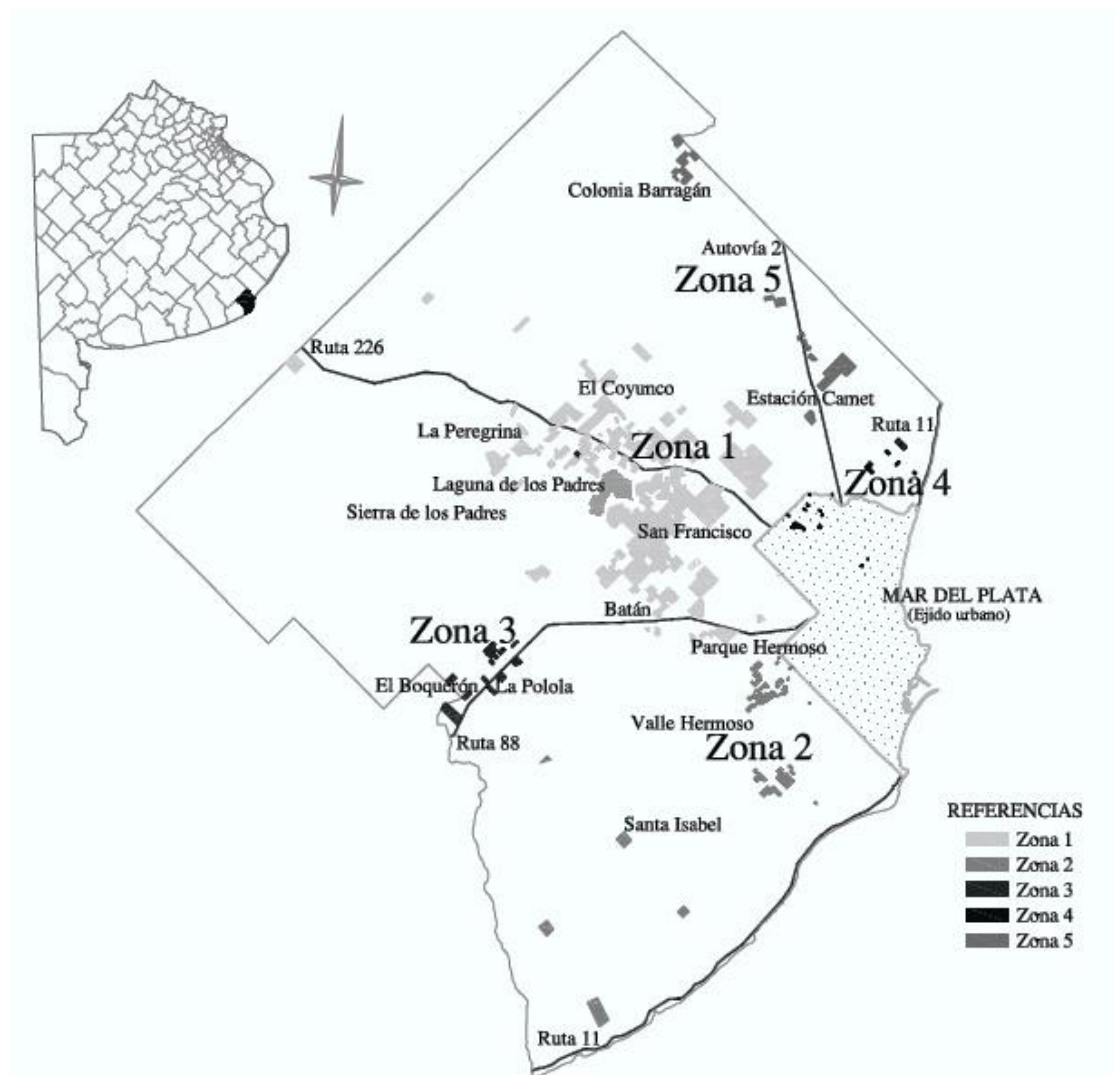 Colonia Barragán
Autovía 2
Zona 5
Ruta 226
El Coyunco
Estación Camet
La Peregrina
Ruta 11
Zona 1
Laguna de los Padres
Zona 4
Sierra de los Padres
San Francisco
MAR DEL PLATA
(Ejido urbano)
Batán
Zona 3
Parque Hermoso
El Boquerón
La Polola
Valle Hermoso
Ruta 88
Zona 2
Santa Isabel
Ruta 11
REFERENCIAS
Zona 1
Zona 2
Zona 3
Zona 4
Zona 5